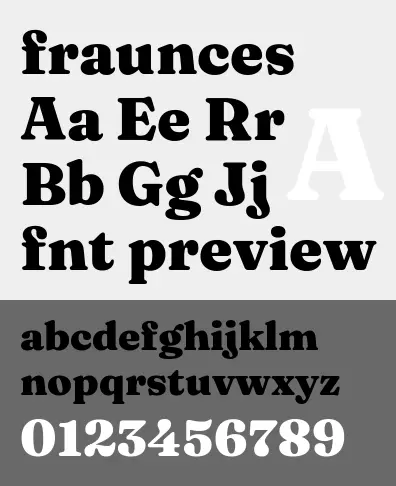 fraunces
Aa Ee Rr
A
Bb Gg Jj
fnt preview
abcdefghijklm
nopqrstuvwxyz
0123456789